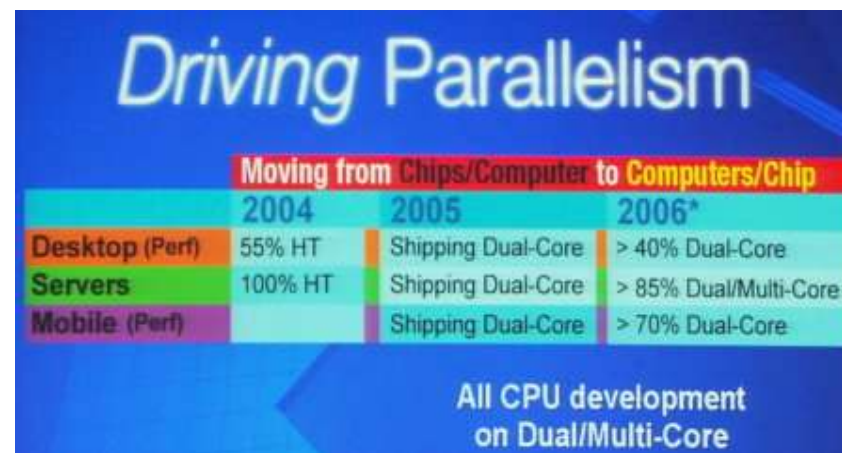 Driving Parallelism
Moving from Chips/Computer to Computers/Chip
2004 2005 2006*
Desktop (Perf) 55% HT Shipping Dual-Core > 40% Dual-Core
Servers 100% HT Shipping Dual-Core > 85% Dual/Multi-Core
Mobile (Perf) Shipping Dual-Core > 70% Dual-Core
All CPU development
on Dual/Multi-Core